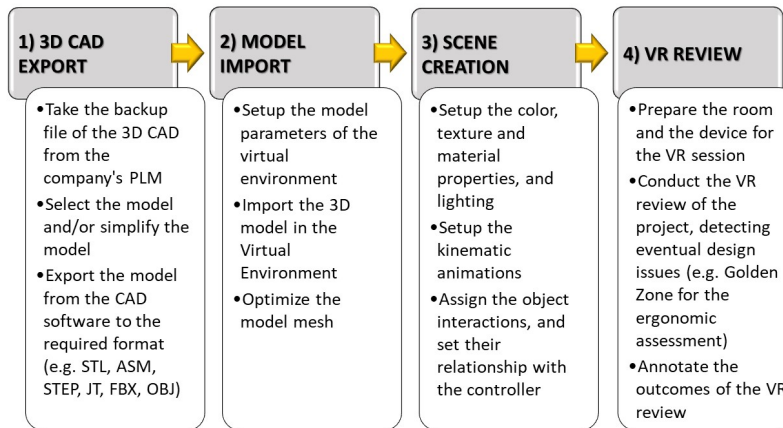 1) 3D CAD
EXPORT
•Take the backup
file of the 3D CAD
from the
company's PLM
•Select the model
and/or simplify the
model
•Export the model
from the CAD
software to the
required format
(e.g. STL, ASM,
STEP, JT, FBX, OBJ)
2) MODEL
IMPORT
•Setup the model
parameters of the
virtual
environment
•Import the 3D
model in the
Virtual
Environment
•Optimize the
model mesh
3) SCENE
CREATION
•Setup the color,
texture and
material
properties, and
lighting
•Setup the
kinematic
animations
•Assign the object
interactions, and
set their
relationship with
the controller
4) VR REVIEW
•Prepare the room
and the device for
the VR session
•Conduct the VR
review of the
project, detecting
eventual design
issues (e.g. Golden
Zone for the
ergonomic
assessment)
•Annotate the
outcomes of the VR
review